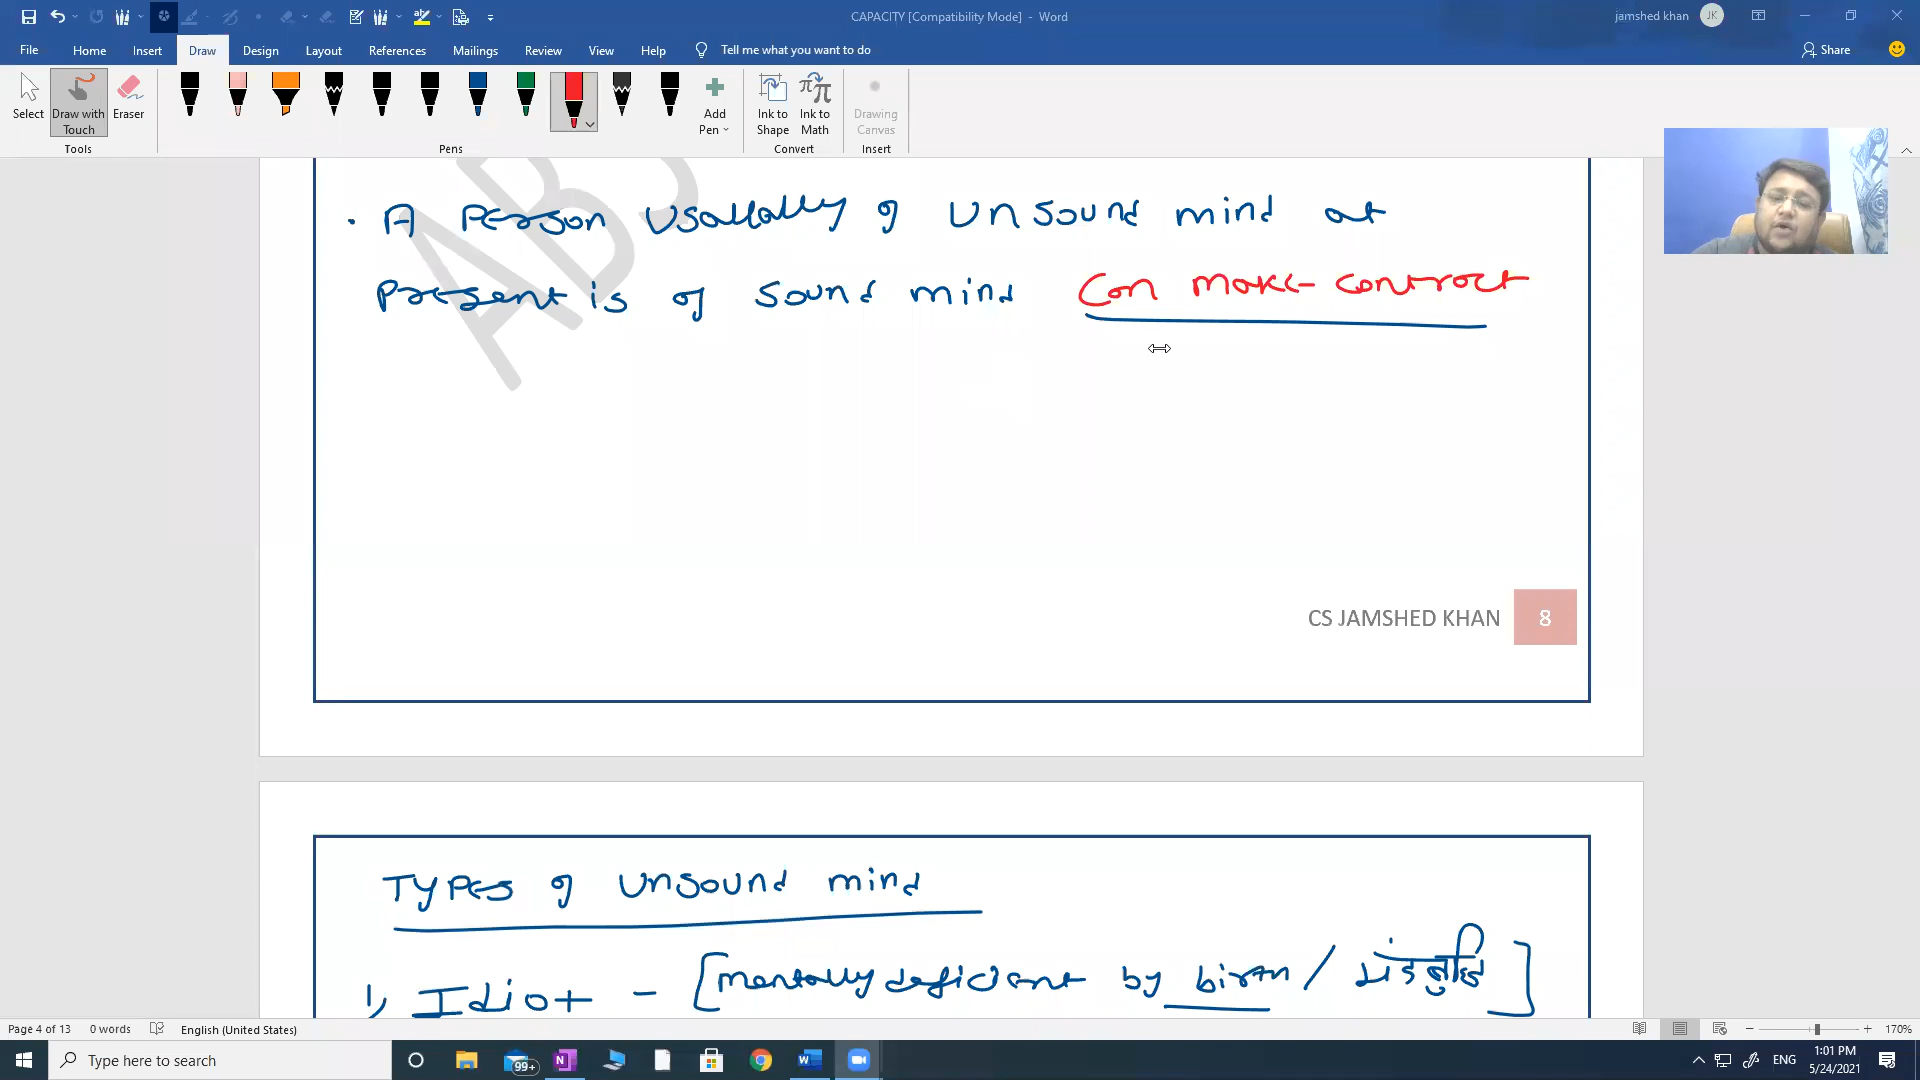 CAPACITY [Compatibility Mode] - Word
jamshed khan JK
File Home Insert Draw Design Layout References Mailings Review View Help Tell me what you want to do Share
Select Draw with Touch Eraser Add Pen Ink to Shape Ink to Math Drawing Canvas
Tools Pens Convert Insert
ABS
• A Person Usually of Unsound mind at
Present is of sound mind Can make contract
CS JAMSHED KHAN 8
TYPES of Unsound mind
1) Idiot - [mentally deficient by birth /
Page 4 of 13 0 words English (United States) 170%
Type here to search 99+ ENG 1:01 PM
5/24/2021